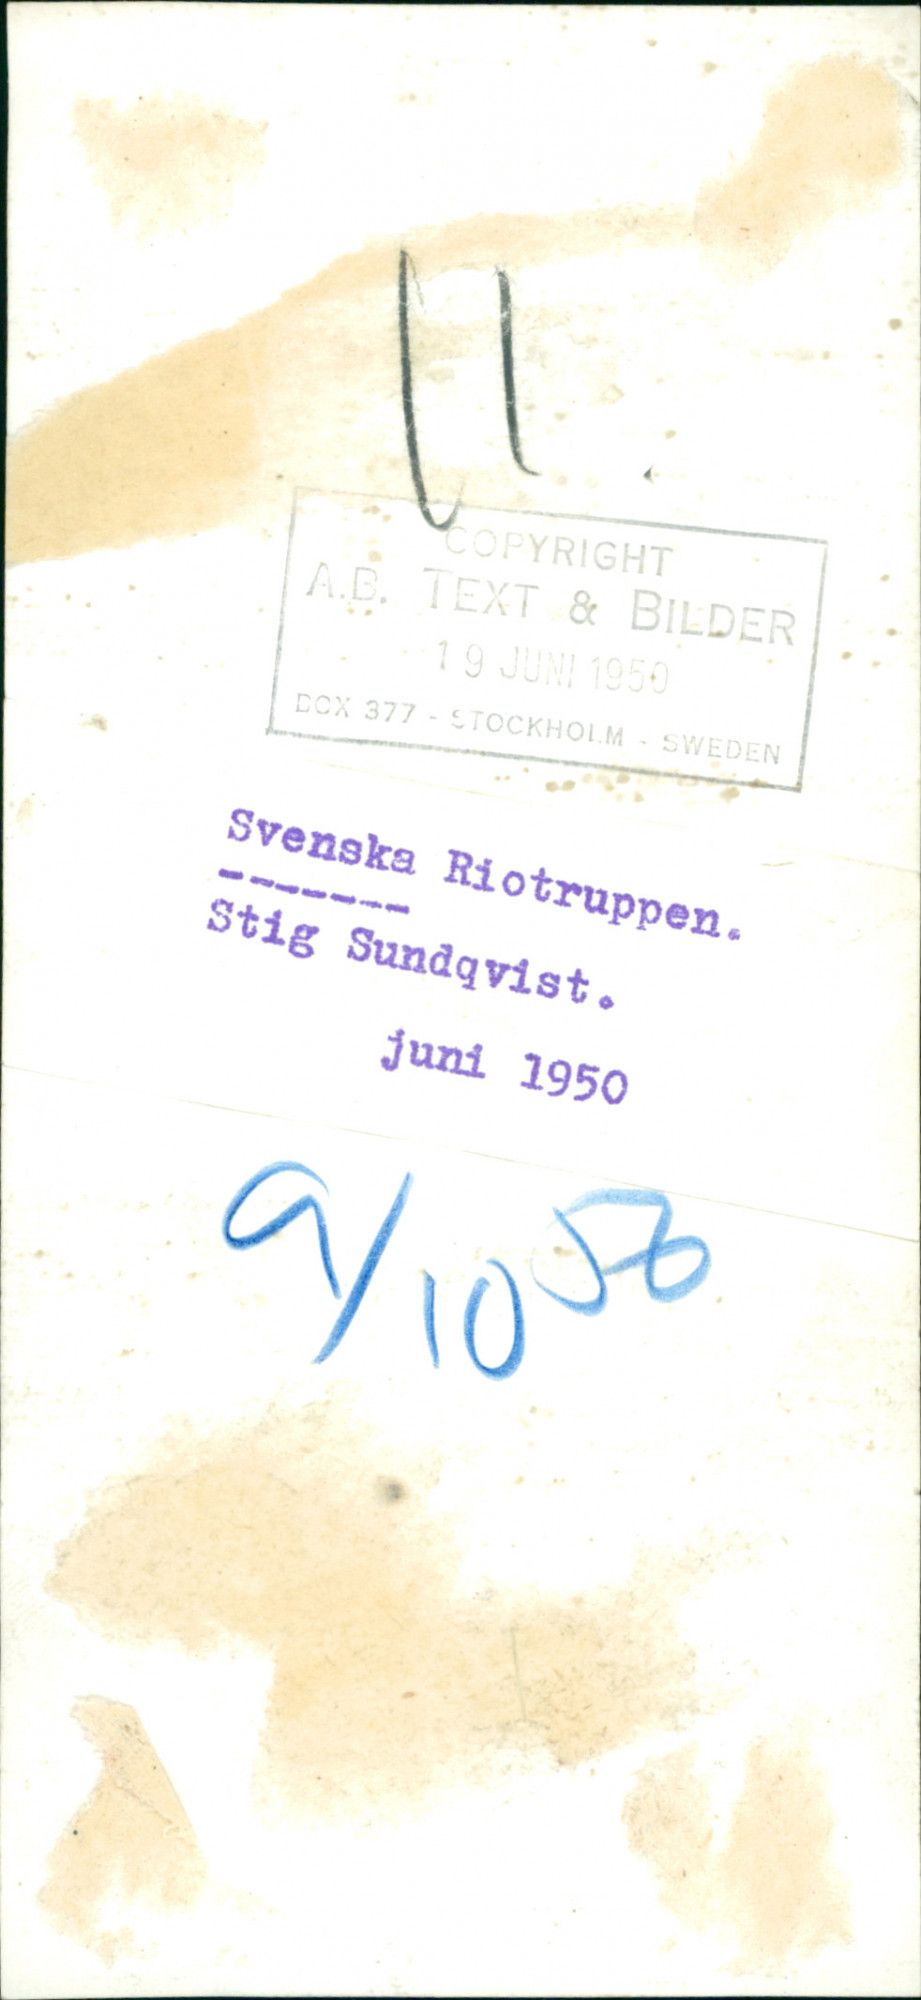 11
COPYRIGHT
A.B. TEXT & BILDER
19 JUNI 1950
BOX 377 - STOCKHOLM - SWEDEN
Svenska Riotruppen.
-------
Stig Sundqvist.
juni 1950
9/10 50